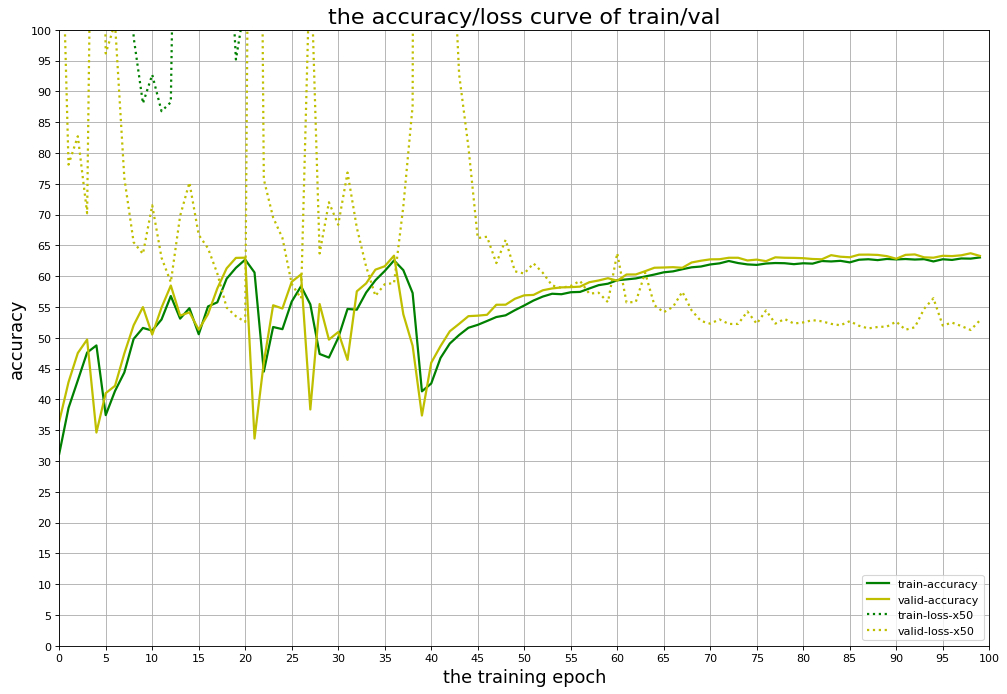 the accuracy/loss curve of train/val
100
95
90
85
80
75
70
65
60
55
50
45
40
35
30
25
20
15
10
5
0
accuracy
train-accuracy
valid-accuracy
train-loss-x50
valid-loss-x50
0 5 10 15 20 25 30 35 40 45 50 55 60 65 70 75 80 85 90 95 100
the training epoch